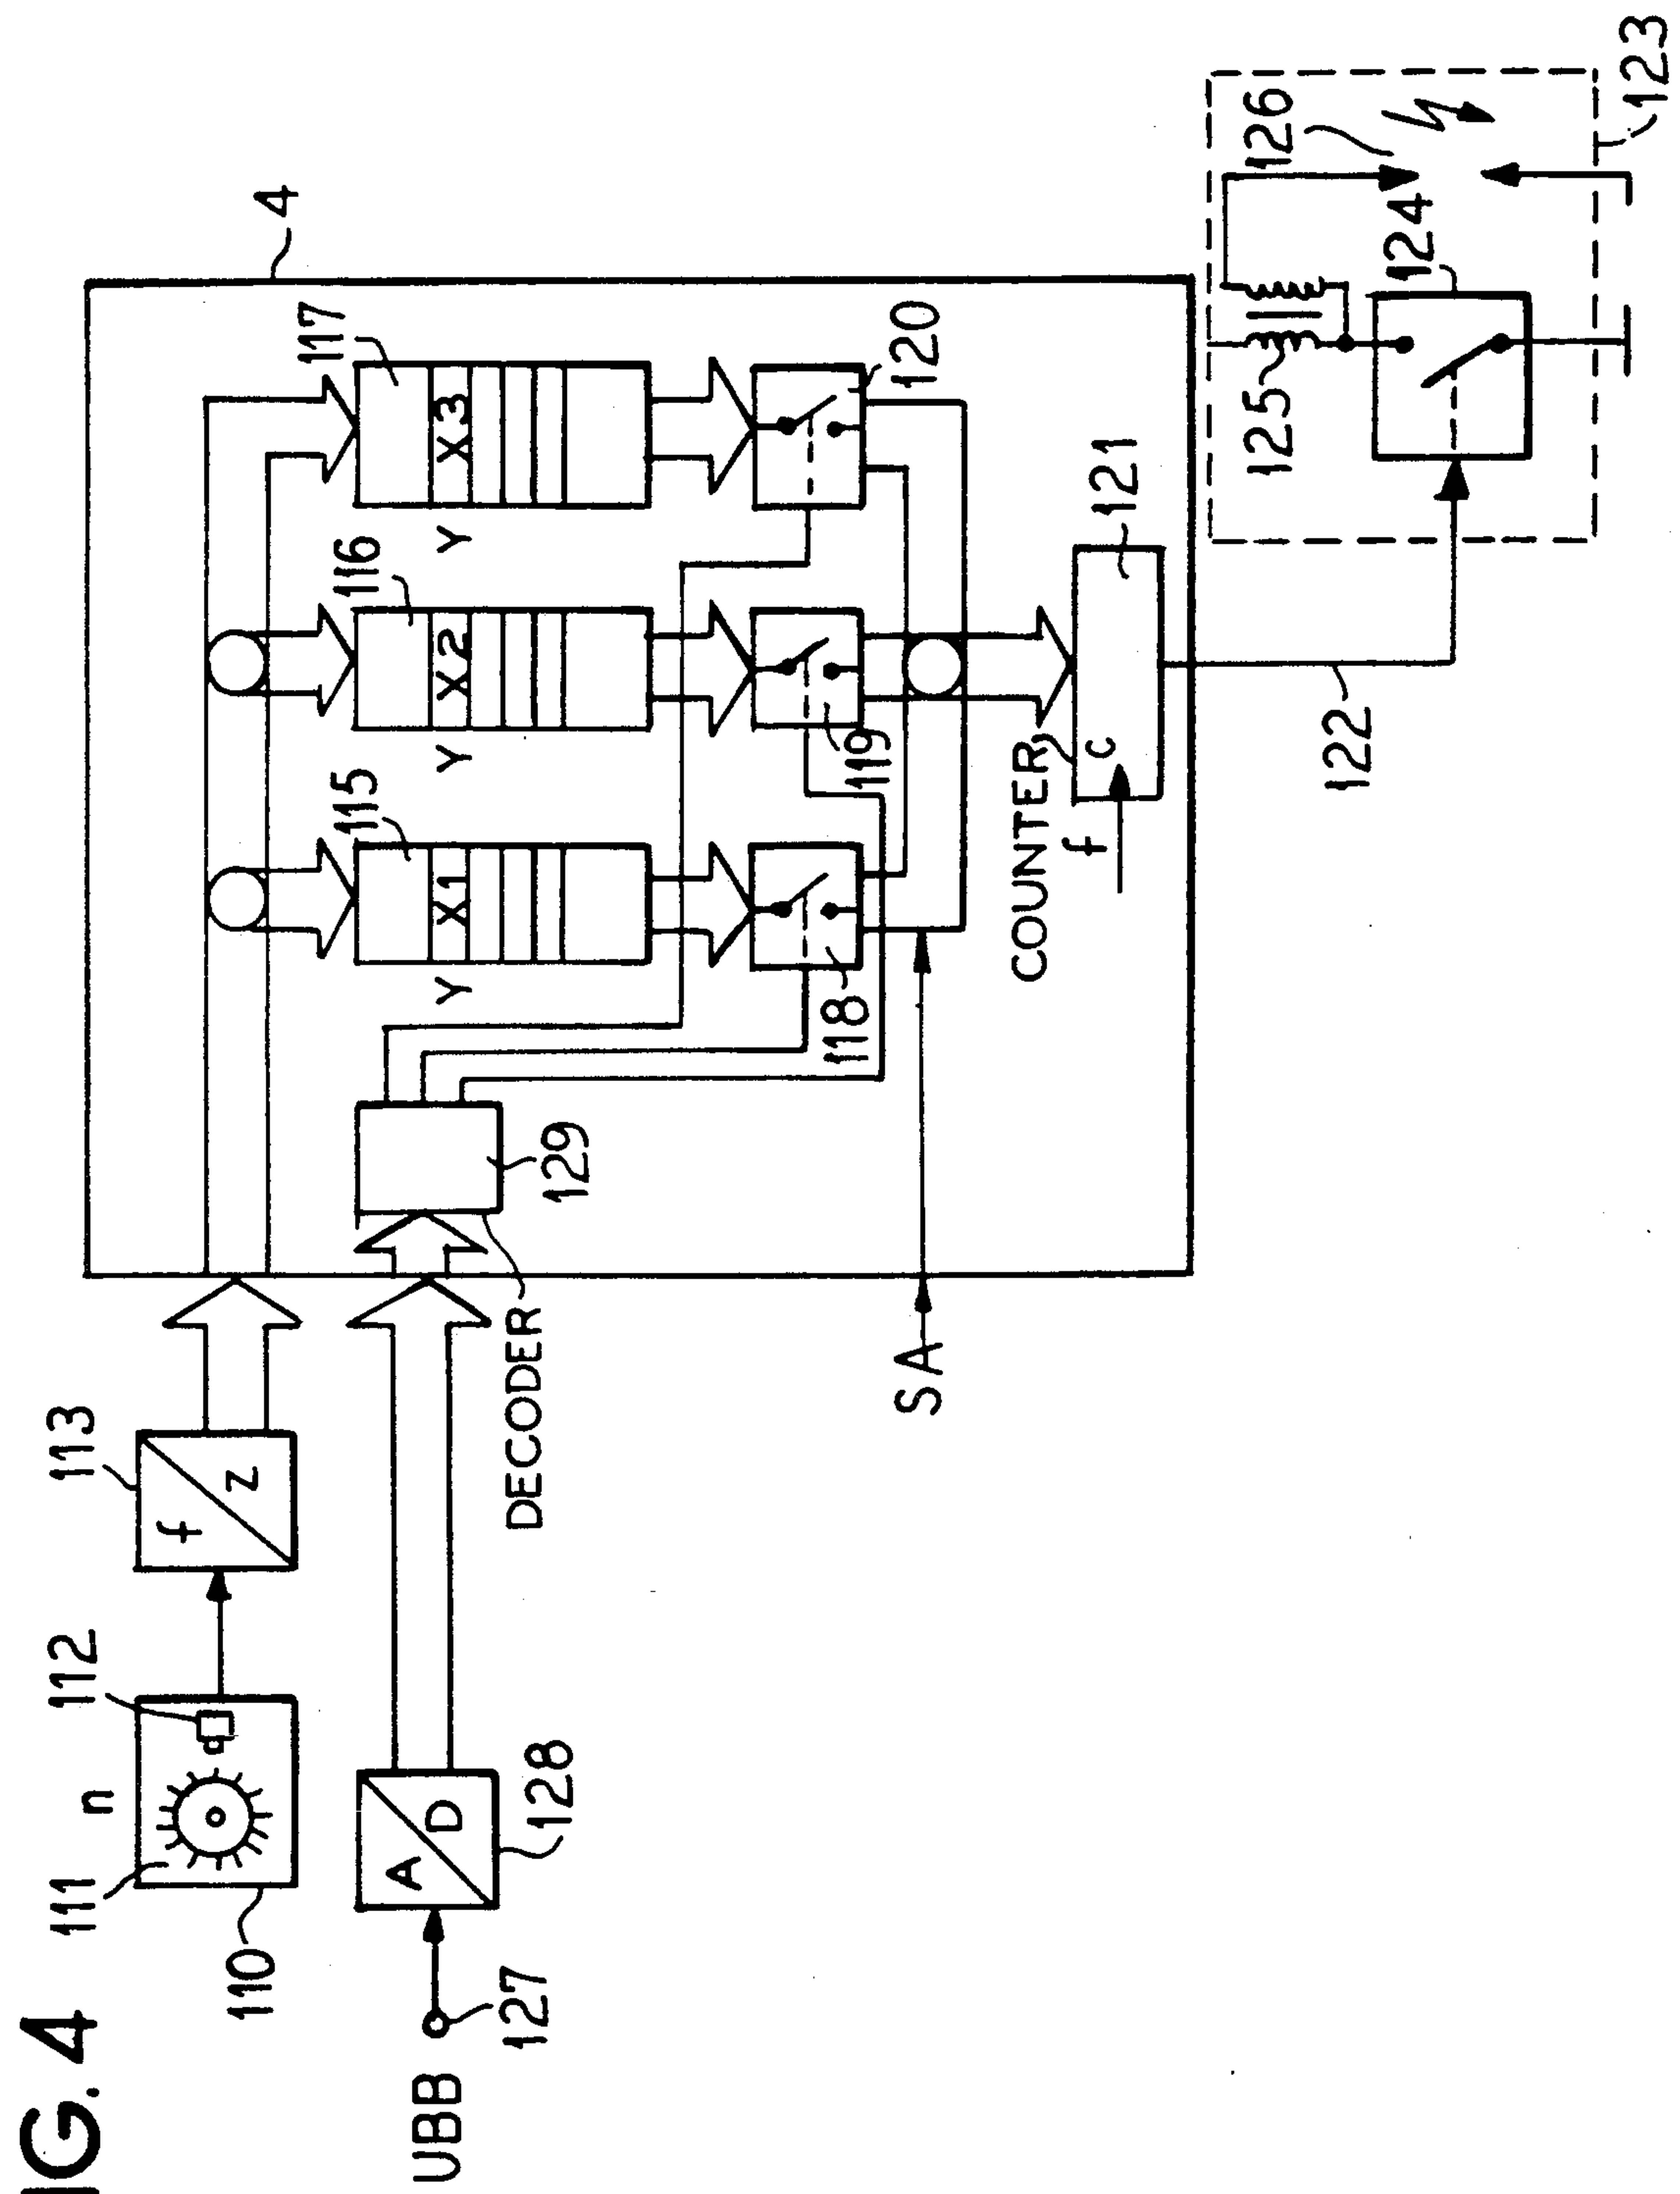 FIG. 4
110
111
n
112
113
f
z
UBB
127
A
D
128
DECODER
129
SA
4
115
116
117
Y
X1
Y
X2
Y
X3
118
119
120
COUNTER
f
c
121
122
123
124
125
126